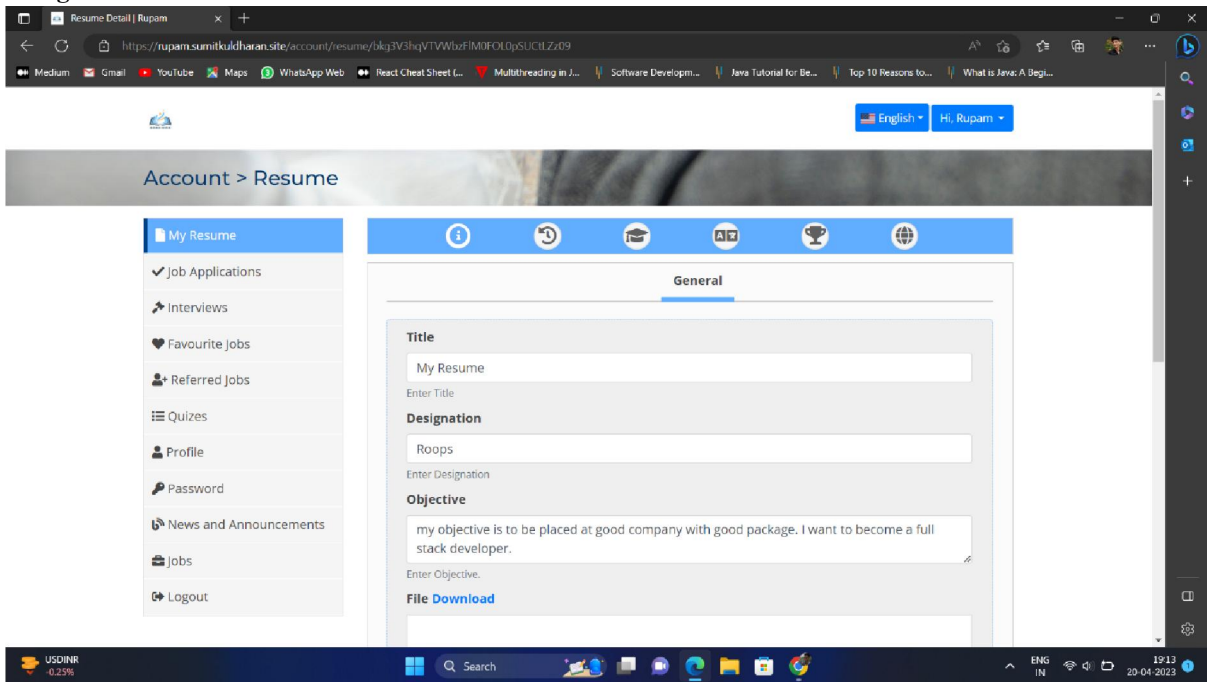 Resume Detail | Rupam
https://rupam.sumitkuldharan.site/account/resume/bkg3V3hqVTVWbzFlM0FOL0pSUCtLZz09
Medium Gmail YouTube Maps WhatsApp Web React Cheat Sheet (... Multithreading in J... Software Developm... Java Tutorial for Be... Top 10 Reasons to... What is Java: A Begi...
English Hi, Rupam
Account > Resume
My Resume
Job Applications
Interviews
Favourite Jobs
Referred Jobs
Quizes
Profile
Password
News and Announcements
Jobs
Logout
General
Title
My Resume
Enter Title
Designation
Roops
Enter Designation
Objective
my objective is to be placed at good company with good package. I want to become a full
stack developer.
Enter Objective.
File Download
USDINR
-0.25%
Search
ENG
IN
19:13
20-04-2023
1